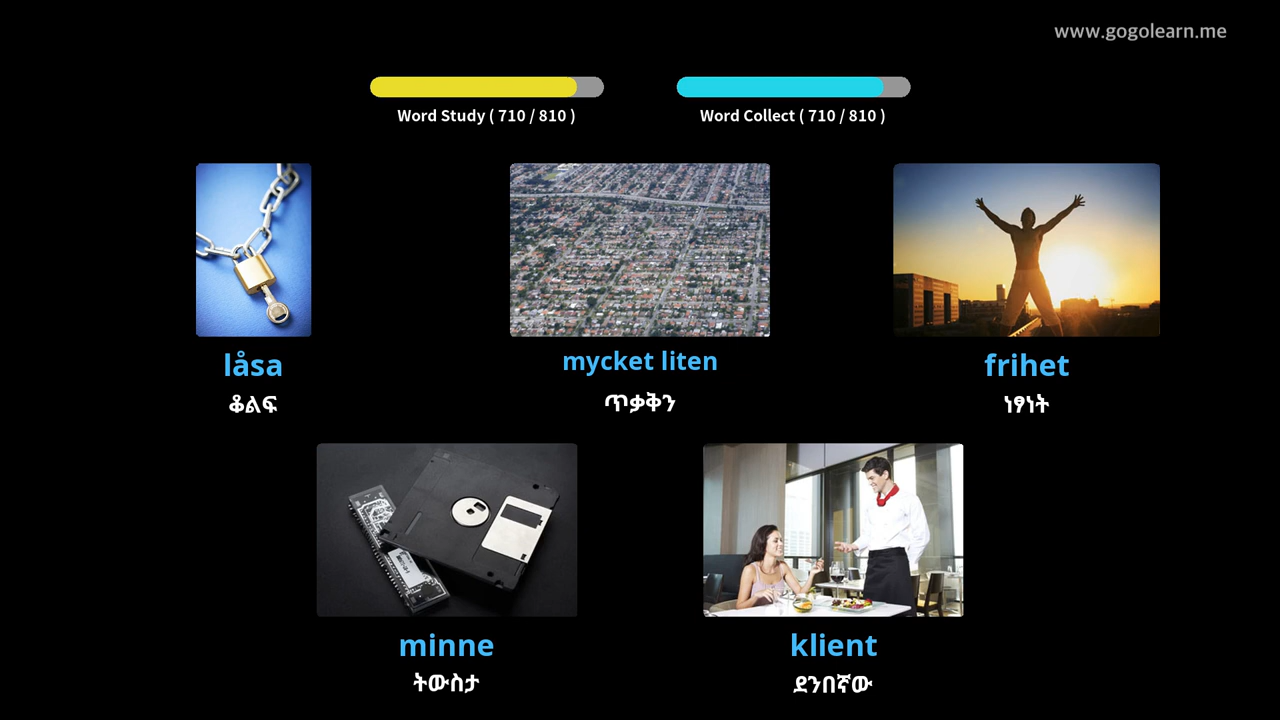 www.gogolearn.me
Word Study ( 710 / 810 )
Word Collect ( 710 / 810 )
låsa
ቆልፍ
mycket liten
ጥቃቅን
frihet
ነፃነት
minne
ትውስታ
klient
ደንበኛው